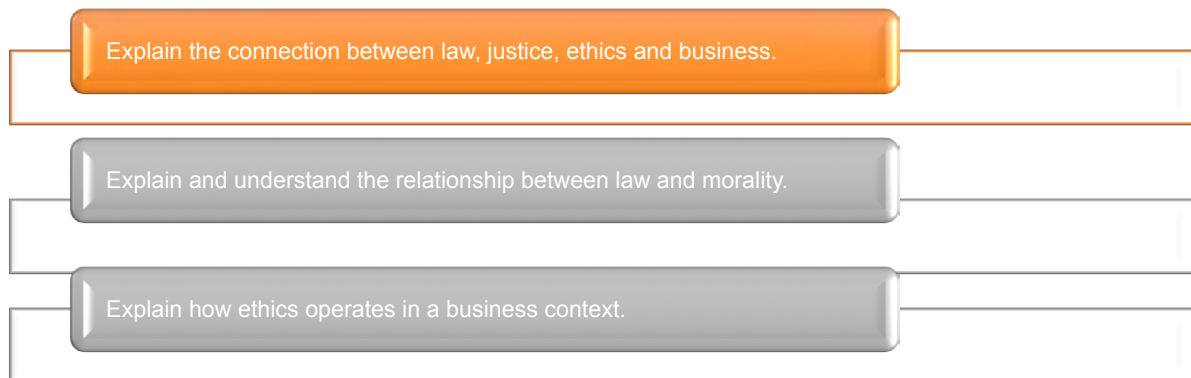 Explain the connection between law, justice, ethics and business.
Explain and understand the relationship between law and morality.
Explain how ethics operates in a business context.